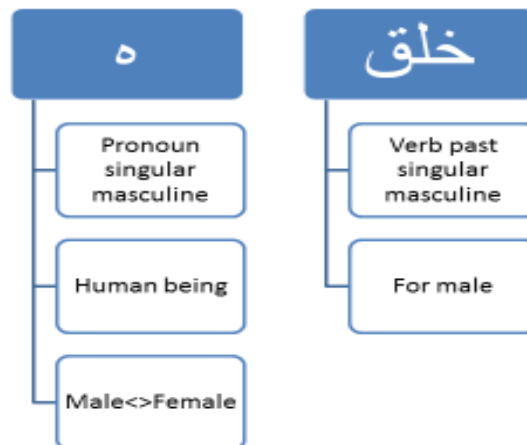 ه
Pronoun
singular
masculine
Human being
Male<>Female
خلق
Verb past
singular
masculine
For male